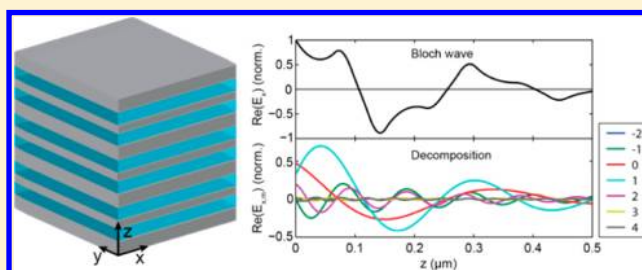 z
y
x
Re(Eₓ) (norm.)
1
0.5
0
-0.5
-1
Bloch wave
Re(Eₓ,ₘ) (norm.)
0.5
0
-0.5
Decomposition
0 0.1 0.2 0.3 0.4 0.5
z (μm)
-2
-1
0
1
2
3
4